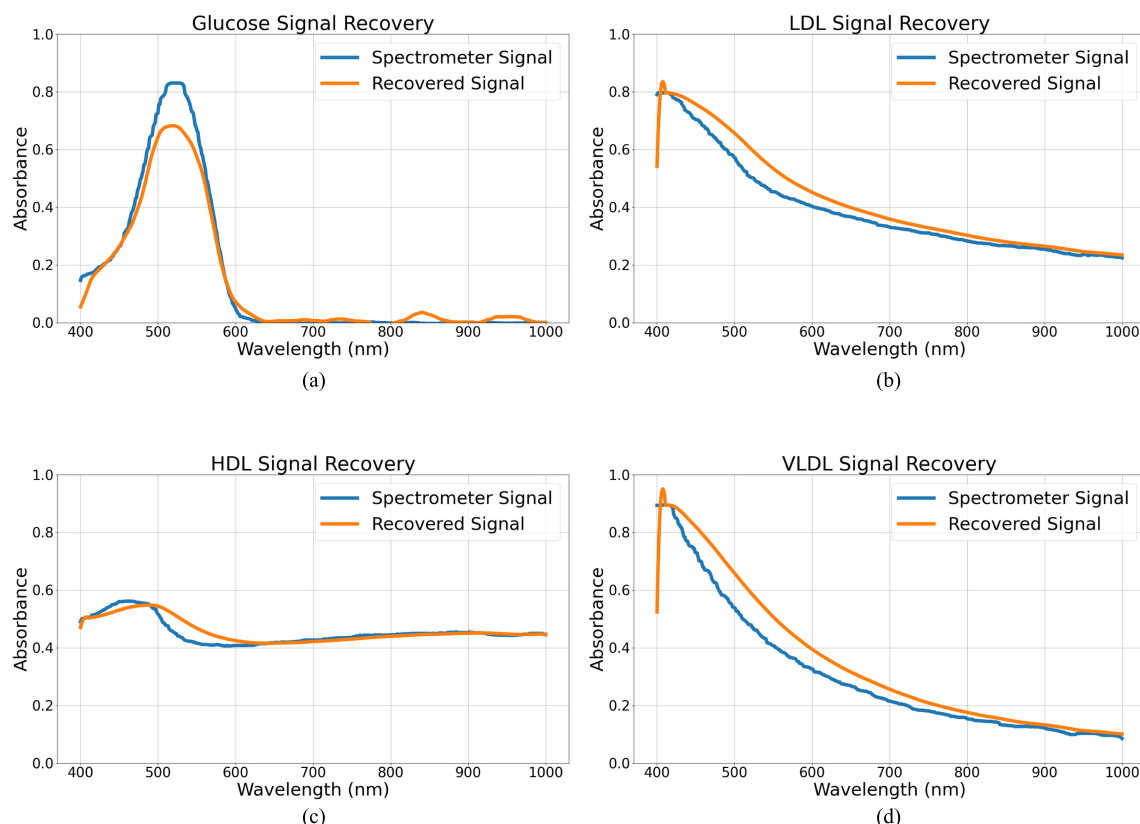 Glucose Signal Recovery
1.0
0.8
0.6
0.4
0.2
0.0
Absorbance
Spectrometer Signal
Recovered Signal
400 500 600 700 800 900 1000
Wavelength (nm)
(a)
LDL Signal Recovery
1.0
0.8
0.6
0.4
0.2
0.0
Absorbance
Spectrometer Signal
Recovered Signal
400 500 600 700 800 900 1000
Wavelength (nm)
(b)
HDL Signal Recovery
1.0
0.8
0.6
0.4
0.2
0.0
Absorbance
Spectrometer Signal
Recovered Signal
400 500 600 700 800 900 1000
Wavelength (nm)
(c)
VLDL Signal Recovery
1.0
0.8
0.6
0.4
0.2
0.0
Absorbance
Spectrometer Signal
Recovered Signal
400 500 600 700 800 900 1000
Wavelength (nm)
(d)